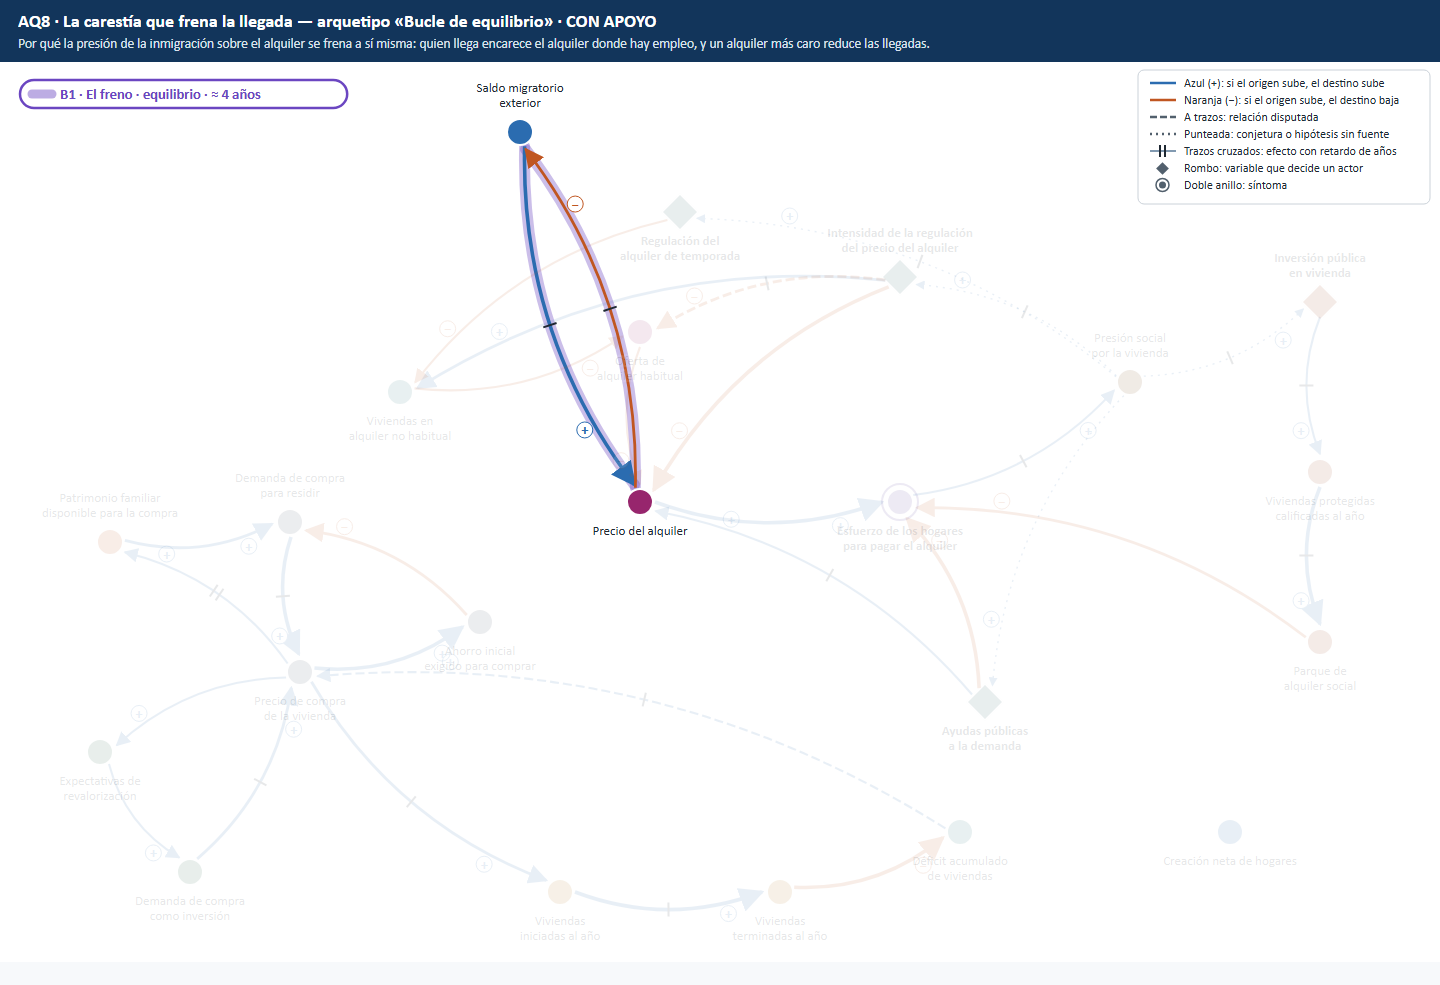 AQ8 · La carestía que frena la llegada — arquetipo «Bucle de equilibrio» · CON APOYO
Por qué la presión de la inmigración sobre el alquiler se frena a sí misma: quien llega encarece el alquiler donde hay empleo, y un alquiler más caro reduce las llegadas.
B1 · El freno · equilibrio · ≈ 4 años
Azul (+): si el origen sube, el destino sube
Naranja (−): si el origen sube, el destino baja
A trazos: relación disputada
Punteada: conjetura o hipótesis sin fuente
Trazos cruzados: efecto con retardo de años
Rombo: variable que decide un actor
Doble anillo: síntoma
Saldo migratorio
exterior
Regulación del
alquiler de temporada
Intensidad de la regulación
del precio del alquiler
Inversión pública
en vivienda
Presión social
por la vivienda
Oferta de
alquiler habitual
Viviendas en
alquiler no habitual
Demanda de compra
para residir
Patrimonio familiar
disponible para la compra
Precio del alquiler
Esfuerzo de los hogares
para pagar el alquiler
Viviendas protegidas
calificadas al año
Ahorro inicial
exigido para comprar
Parque de
alquiler social
Precio de compra
de la vivienda
Ayudas públicas
a la demanda
Expectativas de
revalorización
Déficit acumulado
de viviendas
Creación neta de hogares
Demanda de compra
como inversión
Viviendas
iniciadas al año
Viviendas
terminadas al año